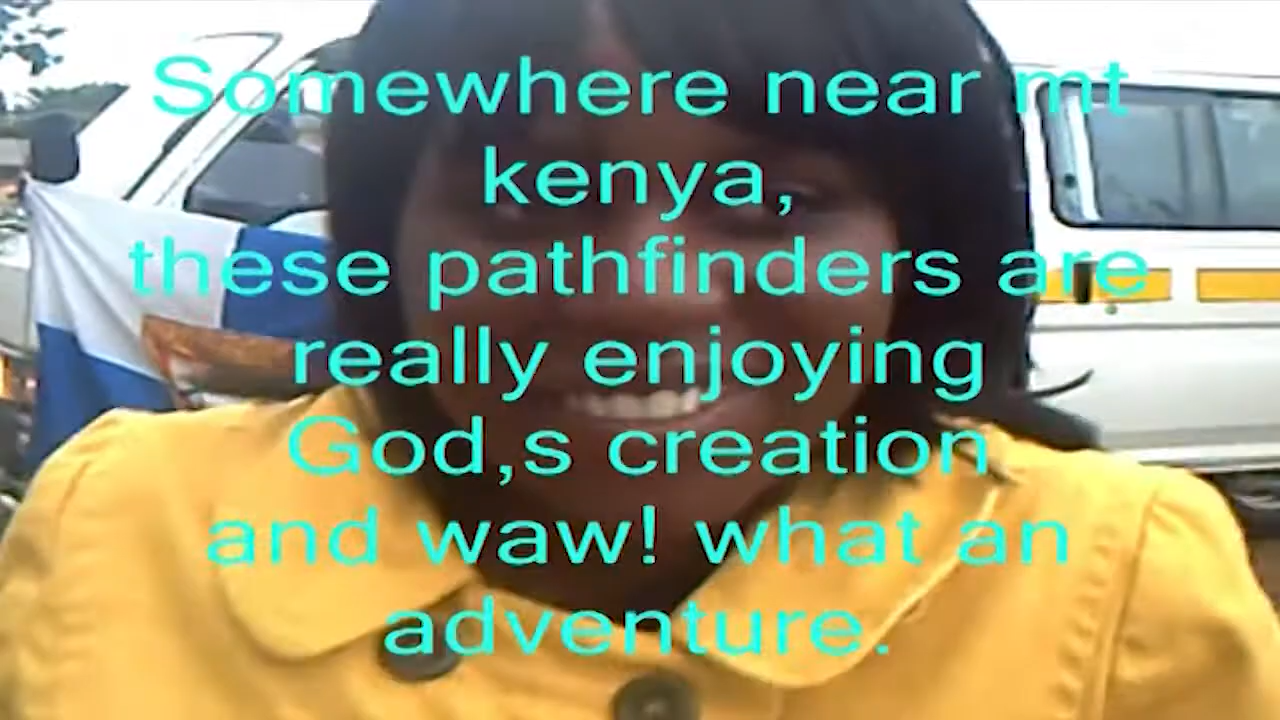 Somewhere near mt
kenya,
these pathfinders are
really enjoying
God,s creation
and waw! what an
adventure.